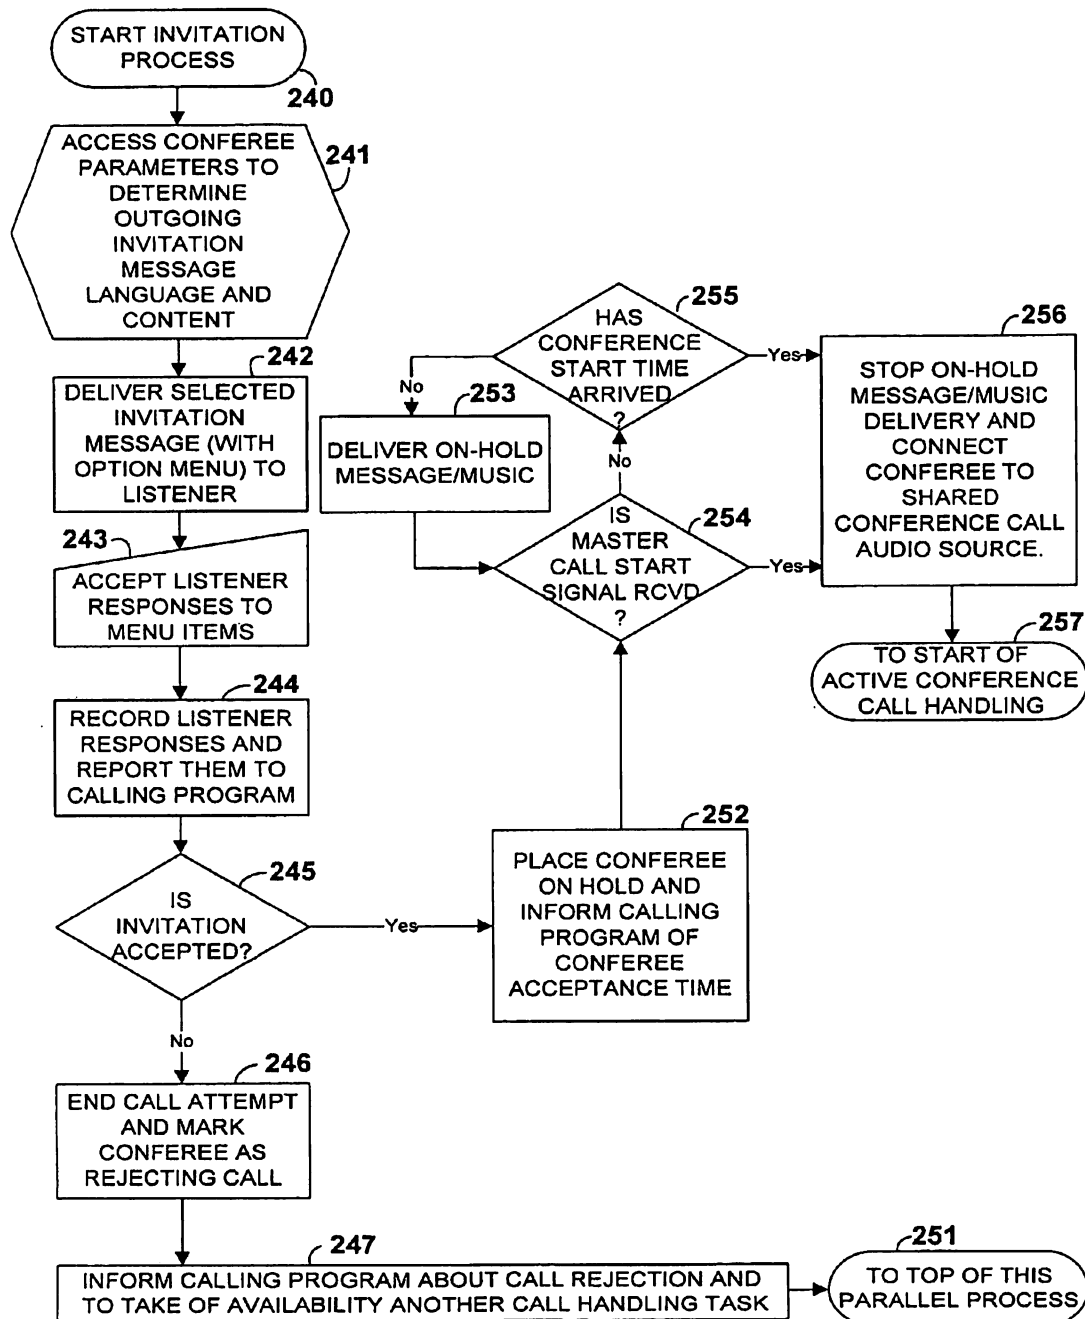 START INVITATION
PROCESS
240
ACCESS CONFEREE
PARAMETERS TO
DETERMINE
OUTGOING
INVITATION
MESSAGE
LANGUAGE AND
CONTENT
241
242
DELIVER SELECTED
INVITATION
MESSAGE (WITH
OPTION MENU) TO
LISTENER
243
ACCEPT LISTENER
RESPONSES TO
MENU ITEMS
244
RECORD LISTENER
RESPONSES AND
REPORT THEM TO
CALLING PROGRAM
245
IS
INVITATION
ACCEPTED?
Yes
No
246
END CALL ATTEMPT
AND MARK
CONFEREE AS
REJECTING CALL
247
INFORM CALLING PROGRAM ABOUT CALL REJECTION AND
TO TAKE OF AVAILABILITY ANOTHER CALL HANDLING TASK
251
TO TOP OF THIS
PARALLEL PROCESS
252
PLACE CONFEREE
ON HOLD AND
INFORM CALLING
PROGRAM OF
CONFEREE
ACCEPTANCE TIME
254
IS
MASTER
CALL START
SIGNAL RCVD
?
Yes
No
255
HAS
CONFERENCE
START TIME
ARRIVED
?
Yes
No
253
DELIVER ON-HOLD
MESSAGE/MUSIC
256
STOP ON-HOLD
MESSAGE/MUSIC
DELIVERY AND
CONNECT
CONFEREE TO
SHARED
CONFERENCE CALL
AUDIO SOURCE.
257
TO START OF
ACTIVE CONFERENCE
CALL HANDLING